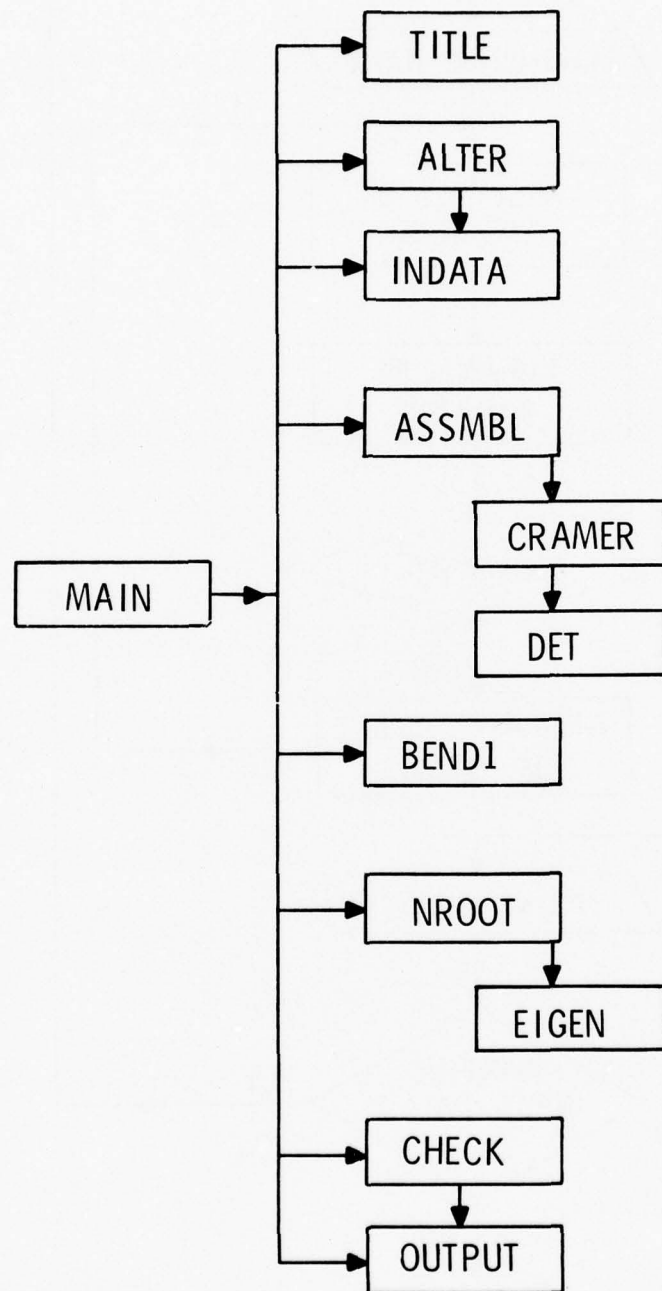 TITLE
ALTER
INDATA
ASSMBL
CRAMER
MAIN
DET
BEND1
NROOT
EIGEN
CHECK
OUTPUT